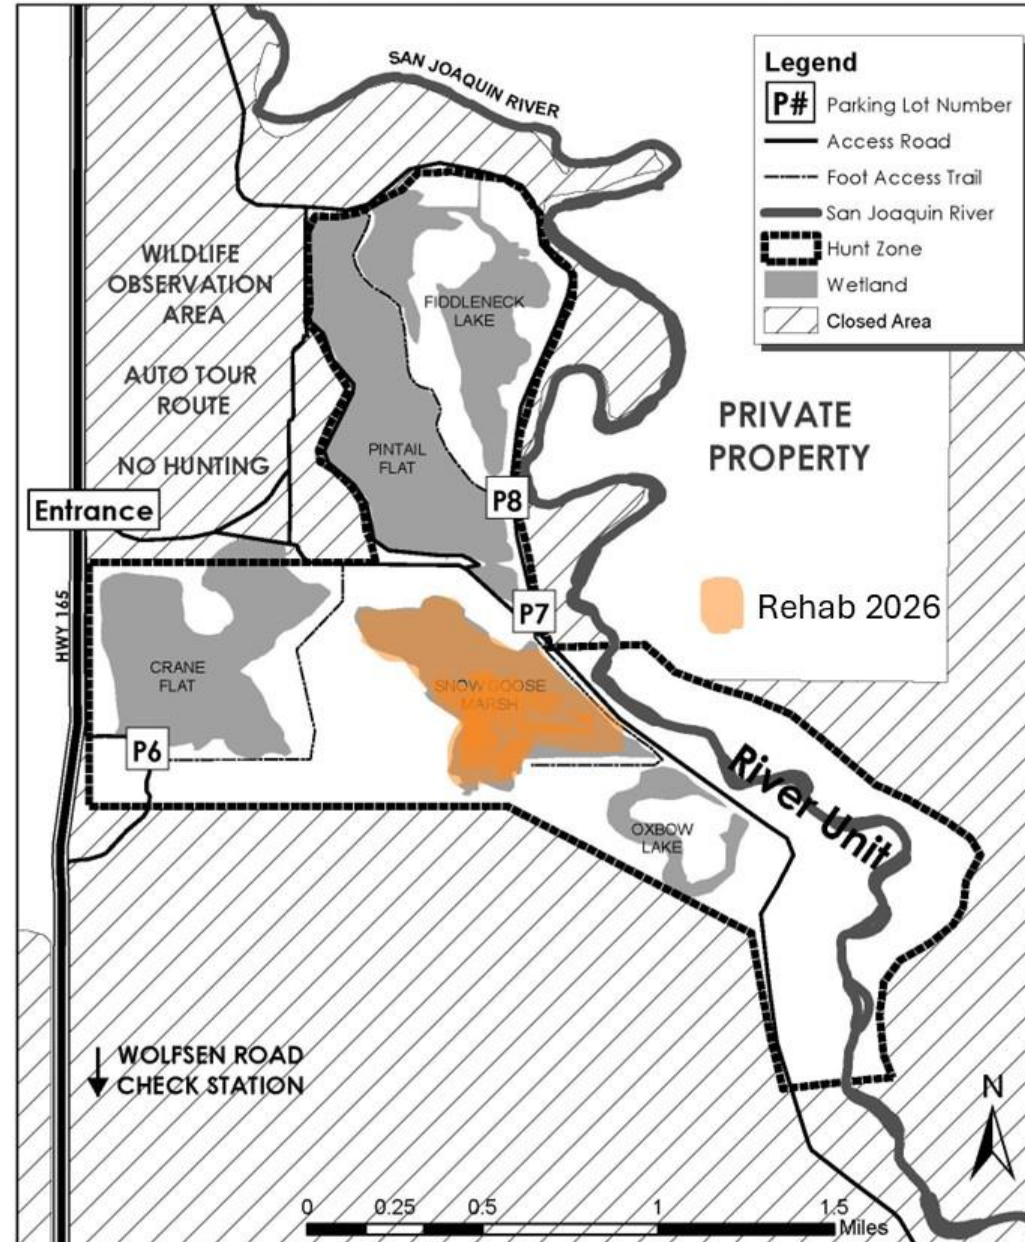 SAN JOAQUIN RIVER
Legend
P# Parking Lot Number
Access Road
Foot Access Trail
San Joaquin River
Hunt Zone
Wetland
Closed Area
WILDLIFE
OBSERVATION
AREA
AUTO TOUR
ROUTE
NO HUNTING
FIDDLENECK
LAKE
PRIVATE
PROPERTY
PINTAIL
FLAT
Entrance
P8
HWY 165
P7
Rehab 2026
CRANE
FLAT
SNOW GOOSE
MARSH
P6
River Unit
OXBOW
LAKE
WOLFSEN ROAD
CHECK STATION
N
0 0.25 0.5 1 1.5
Miles